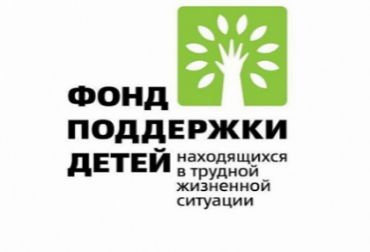 ФОНД
ПОДДЕРЖКИ
ДЕТЕЙ находящихся
в трудной
жизненной
ситуации